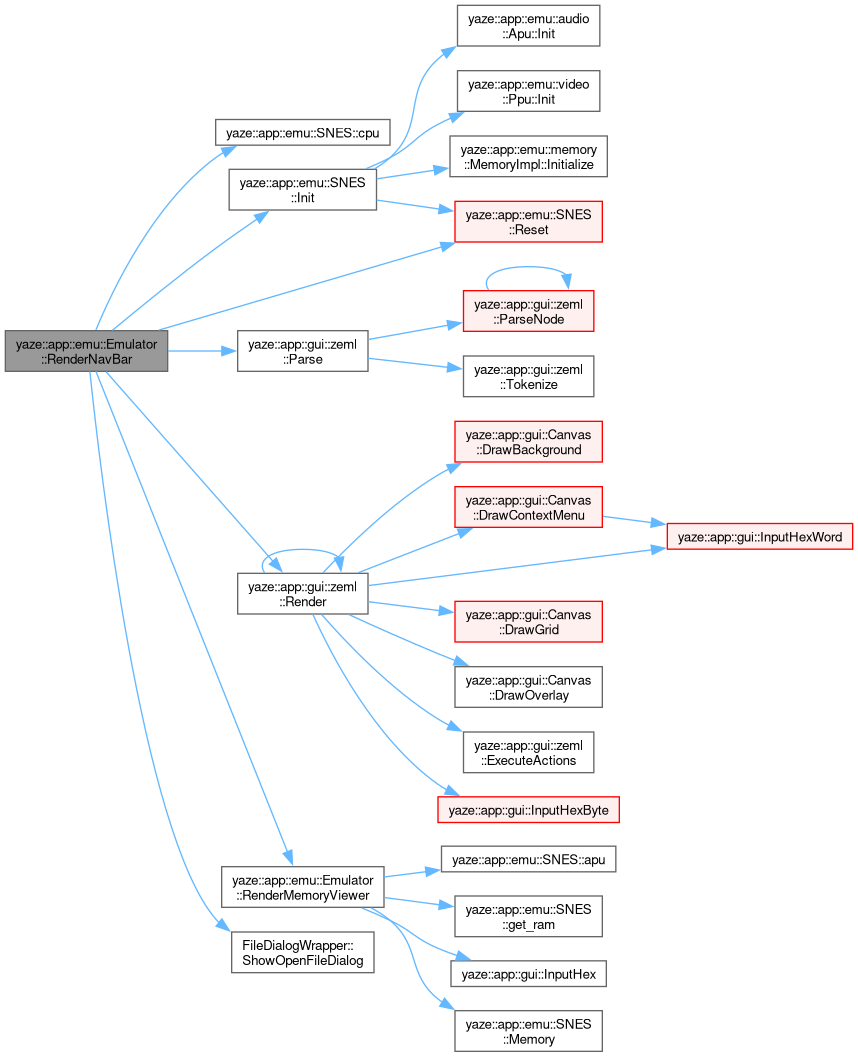 yaze::app::emu::audio
::Apu::Init
yaze::app::emu::video
::Ppu::Init
yaze::app::emu::SNES::cpu
yaze::app::emu::memory
::MemoryImpl::Initialize
yaze::app::emu::SNES
::Init
yaze::app::emu::SNES
::Reset
yaze::app::gui::zeml
::ParseNode
yaze::app::emu::Emulator
::RenderNavBar
yaze::app::gui::zeml
::Parse
yaze::app::gui::zeml
::Tokenize
yaze::app::gui::Canvas
::DrawBackground
yaze::app::gui::Canvas
::DrawContextMenu
yaze::app::gui::InputHexWord
yaze::app::gui::zeml
::Render
yaze::app::gui::Canvas
::DrawGrid
yaze::app::gui::Canvas
::DrawOverlay
yaze::app::gui::zeml
::ExecuteActions
yaze::app::gui::InputHexByte
yaze::app::emu::SNES::apu
yaze::app::emu::Emulator
::RenderMemoryViewer
yaze::app::emu::SNES
::get_ram
FileDialogWrapper::
ShowOpenFileDialog
yaze::app::gui::InputHex
yaze::app::emu::SNES
::Memory